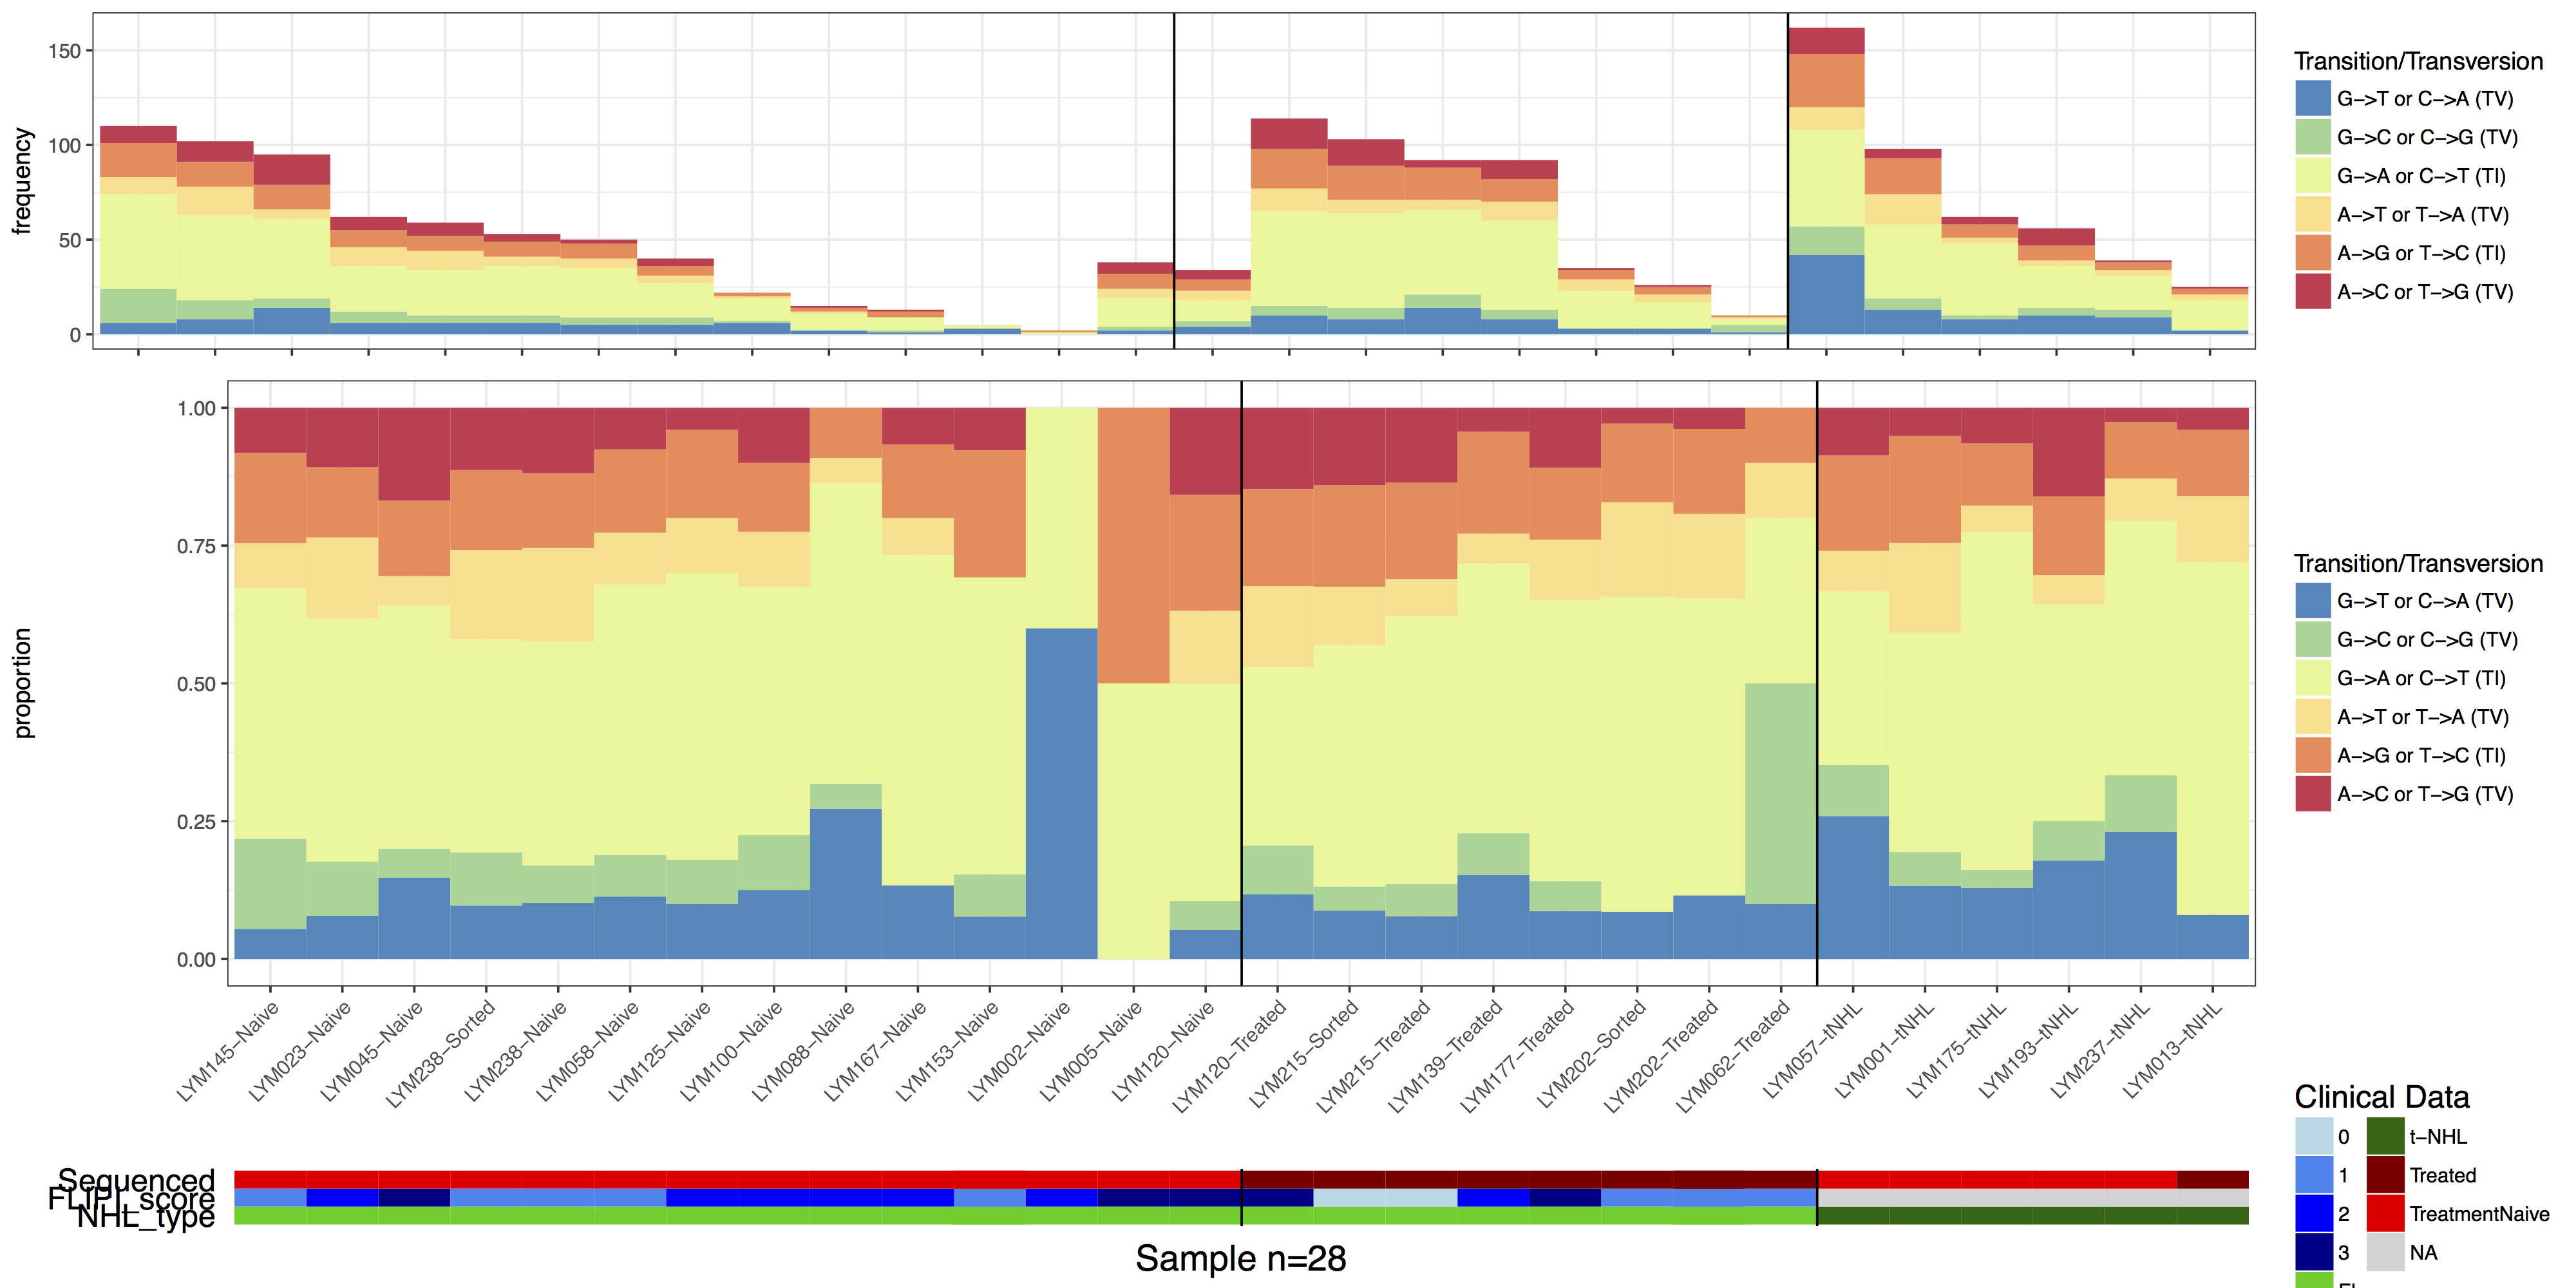 frequency
150
100
50
0
Transition/Transversion
G−>T or C−>A (TV)
G−>C or C−>G (TV)
G−>A or C−>T (TI)
A−>T or T−>A (TV)
A−>G or T−>C (TI)
A−>C or T−>G (TV)
proportion
1.00
0.75
0.50
0.25
0.00
Transition/Transversion
G−>T or C−>A (TV)
G−>C or C−>G (TV)
G−>A or C−>T (TI)
A−>T or T−>A (TV)
A−>G or T−>C (TI)
A−>C or T−>G (TV)
LYM145−Naive
LYM023−Naive
LYM045−Naive
LYM238−Sorted
LYM238−Naive
LYM058−Naive
LYM125−Naive
LYM100−Naive
LYM088−Naive
LYM167−Naive
LYM153−Naive
LYM002−Naive
LYM005−Naive
LYM120−Naive
LYM120−Treated
LYM215−Sorted
LYM215−Treated
LYM139−Treated
LYM177−Treated
LYM202−Sorted
LYM202−Treated
LYM062−Treated
LYM057−tNHL
LYM001−tNHL
LYM175−tNHL
LYM193−tNHL
LYM237−tNHL
LYM013−tNHL
Sequenced
FLIPI_score
NHL_type
Sample n=28
Clinical Data
0
1
2
3
t−NHL
Treated
TreatmentNaive
NA